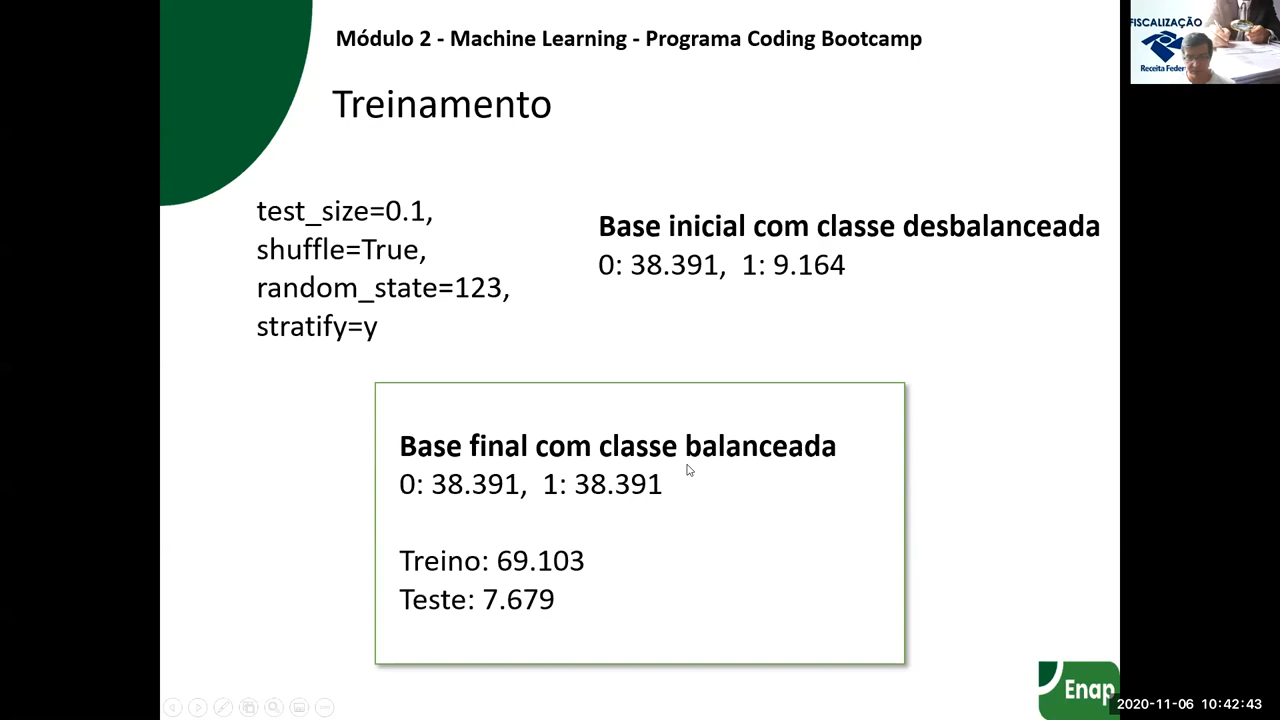 Módulo 2 - Machine Learning - Programa Coding Bootcamp
FISCALIZAÇÃO
Receita Feder
Treinamento
test_size=0.1,
shuffle=True,
random_state=123,
stratify=y
Base inicial com classe desbalanceada
0: 38.391, 1: 9.164
Base final com classe balanceada
0: 38.391, 1: 38.391
Treino: 69.103
Teste: 7.679
Enap
2020-11-06 10:42:43